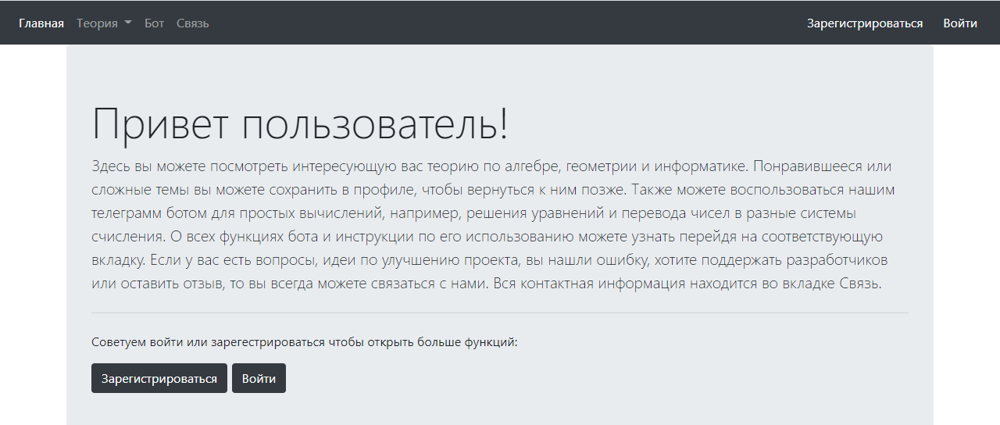 Главная Теория Бот Связь Зарегистрироваться Войти
Привет пользователь!
Здесь вы можете посмотреть интересующую вас теорию по алгебре, геометрии и информатике. Понравившееся или
сложные темы вы можете сохранить в профиле, чтобы вернуться к ним позже. Также можете воспользоваться нашим
телеграмм ботом для простых вычислений, например, решения уравнений и перевода чисел в разные системы
счисления. О всех функциях бота и инструкции по его использованию можете узнать перейдя на соответствующую
вкладку. Если у вас есть вопросы, идеи по улучшению проекта, вы нашли ошибку, хотите поддержать разработчиков
или оставить отзыв, то вы всегда можете связаться с нами. Вся контактная информация находится во вкладке Связь.
Советуем войти или зарегестрироваться чтобы открыть больше функций:
Зарегистрироваться Войти